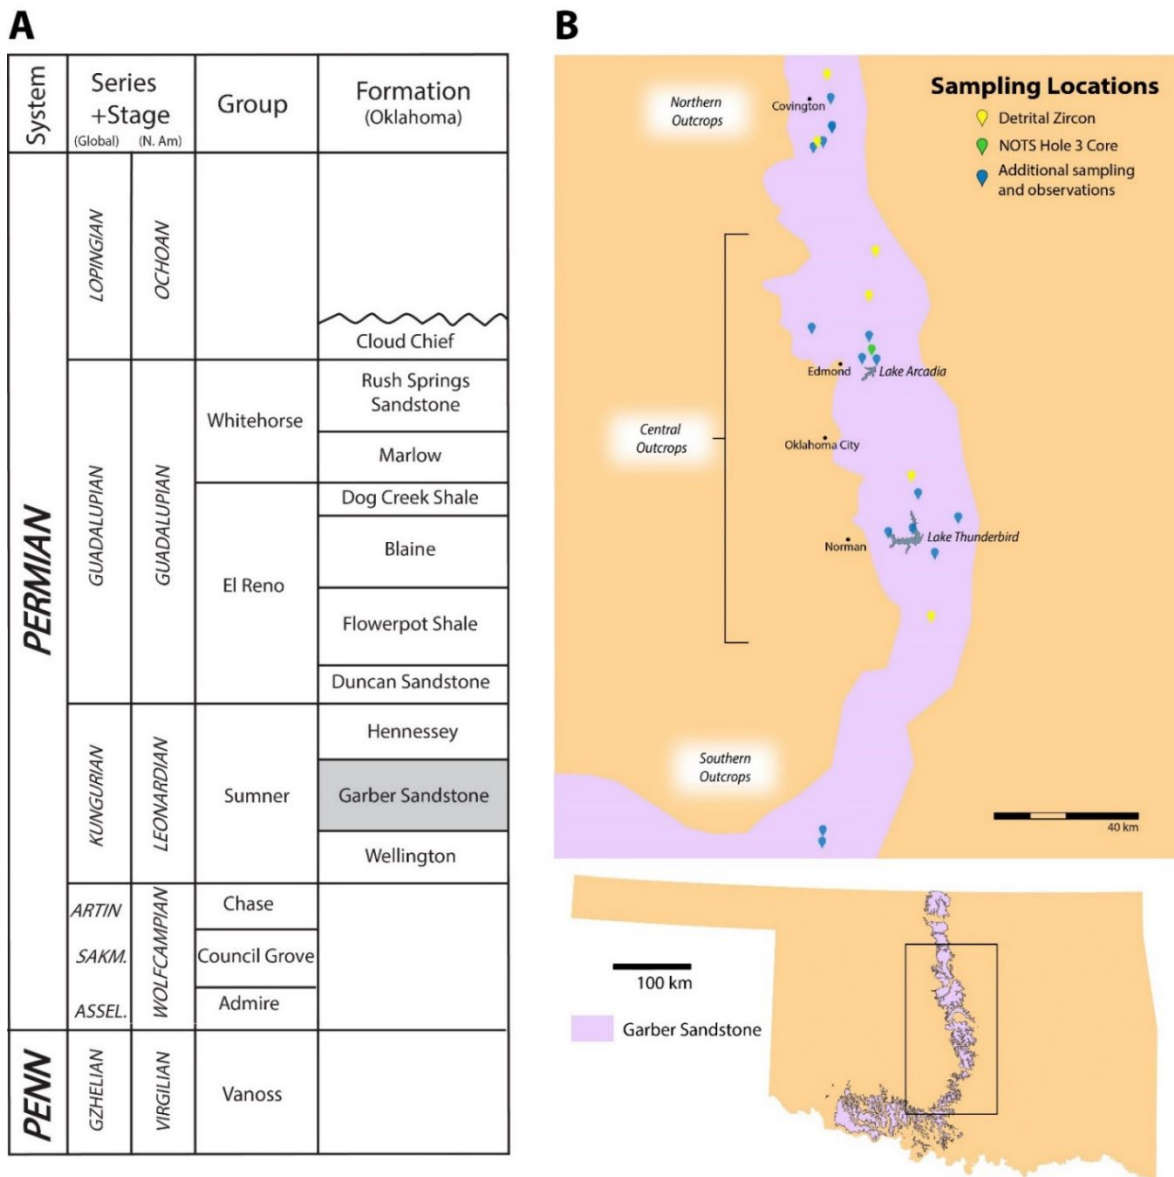 A
System
Series
+Stage
(Global)
(N. Am)
Group
Formation
(Oklahoma)
PERMIAN
LOPINGIAN
OCHOAN
Cloud Chief
GUADALUPIAN
GUADALUPIAN
Whitehorse
Rush Springs
Sandstone
Marlow
El Reno
Dog Creek Shale
Blaine
Flowerpot Shale
Duncan Sandstone
KUNGURIAN
LEONARDIAN
Sumner
Hennessey
Garber Sandstone
Wellington
ARTIN
SAKM.
ASSEL.
WOLFCAMPIAN
Chase
Council Grove
Admire
PENN
GZHELIAN
VIRGILIAN
Vanoss
B
Sampling Locations
Detrital Zircon
NOTS Hole 3 Core
Additional sampling
and observations
Northern
Outcrops
Covington
Central
Outcrops
Edmond
Lake Arcadia
Oklahoma City
Norman
Lake Thunderbird
Southern
Outcrops
40 km
100 km
Garber Sandstone